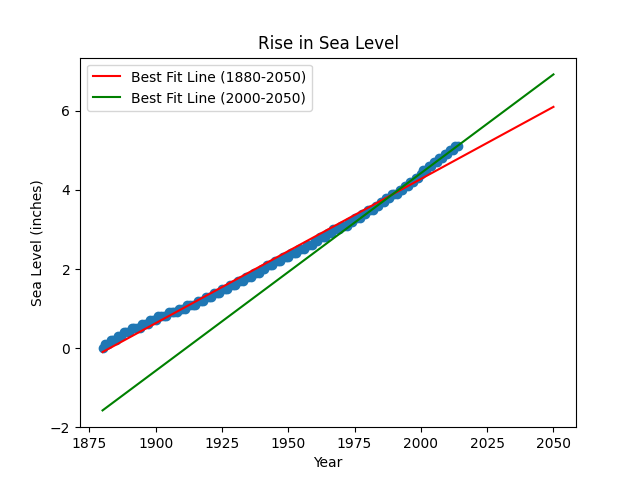 Rise in Sea Level
Best Fit Line (1880-2050)
Best Fit Line (2000-2050)
6
4
2
0
−2
Sea Level (inches)
1875 1900 1925 1950 1975 2000 2025 2050
Year